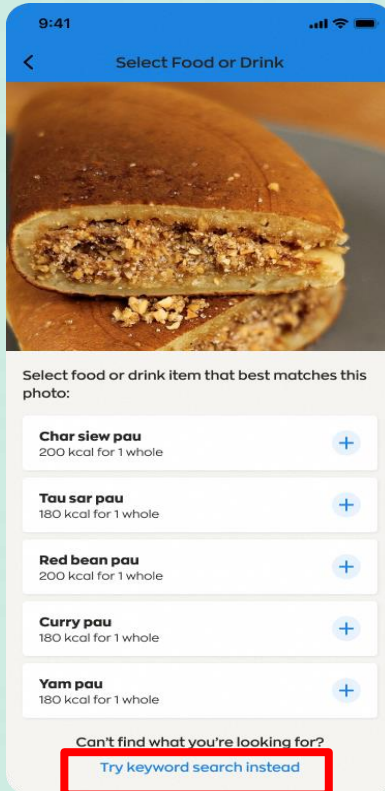 9:41
Select Food or Drink
Select food or drink item that best matches this
photo:
Char siew pau
200 kcal for 1 whole
Tau sar pau
180 kcal for 1 whole
Red bean pau
200 kcal for 1 whole
Curry pau
180 kcal for 1 whole
Yam pau
180 kcal for 1 whole
Can't find what you're looking for?
Try keyword search instead